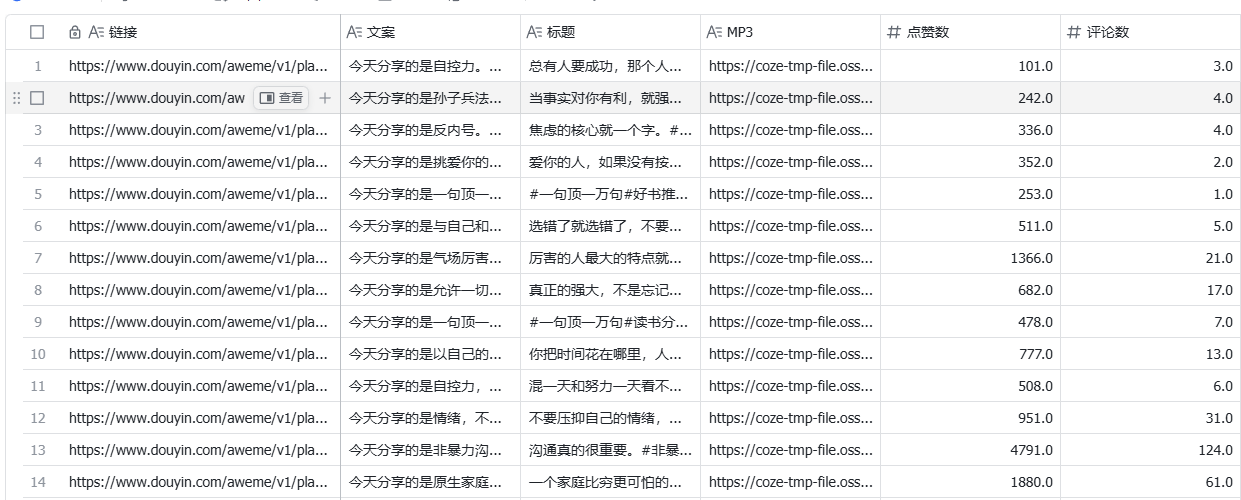 链接 文案 标题 MP3 点赞数 评论数
1 https://www.douyin.com/aweme/v1/pla... 今天分享的是自控力。... 总有人要成功，那个人... https://coze-tmp-file.oss... 101.0 3.0
https://www.douyin.com/aw 查看 今天分享的是孙子兵法... 当事实对你有利，就强... https://coze-tmp-file.oss... 242.0 4.0
3 https://www.douyin.com/aweme/v1/pla... 今天分享的是反内号。... 焦虑的核心就一个字。#... https://coze-tmp-file.oss... 336.0 4.0
4 https://www.douyin.com/aweme/v1/pla... 今天分享的是挑爱你的... 爱你的人，如果没有按... https://coze-tmp-file.oss... 352.0 2.0
5 https://www.douyin.com/aweme/v1/pla... 今天分享的是一句顶一... #一句顶一万句#好书推... https://coze-tmp-file.oss... 253.0 1.0
6 https://www.douyin.com/aweme/v1/pla... 今天分享的是与自己和... 选错了就选错了，不要... https://coze-tmp-file.oss... 511.0 5.0
7 https://www.douyin.com/aweme/v1/pla... 今天分享的是气场厉害... 厉害的人最大的特点就... https://coze-tmp-file.oss... 1366.0 21.0
8 https://www.douyin.com/aweme/v1/pla... 今天分享的是允许一切... 真正的强大，不是忘记... https://coze-tmp-file.oss... 682.0 17.0
9 https://www.douyin.com/aweme/v1/pla... 今天分享的是一句顶一... #一句顶一万句#读书分... https://coze-tmp-file.oss... 478.0 7.0
10 https://www.douyin.com/aweme/v1/pla... 今天分享的是以自己的... 你把时间花在哪里，人... https://coze-tmp-file.oss... 777.0 13.0
11 https://www.douyin.com/aweme/v1/pla... 今天分享的是自控力，... 混一天和努力一天看不... https://coze-tmp-file.oss... 508.0 6.0
12 https://www.douyin.com/aweme/v1/pla... 今天分享的是情绪，不... 不要压抑自己的情绪，... https://coze-tmp-file.oss... 951.0 31.0
13 https://www.douyin.com/aweme/v1/pla... 今天分享的是非暴力沟... 沟通真的很重要。#非暴... https://coze-tmp-file.oss... 4791.0 124.0
14 https://www.douyin.com/aweme/v1/pla... 今天分享的是原生家庭... 一个家庭比穷更可怕的... https://coze-tmp-file.oss... 1880.0 61.0